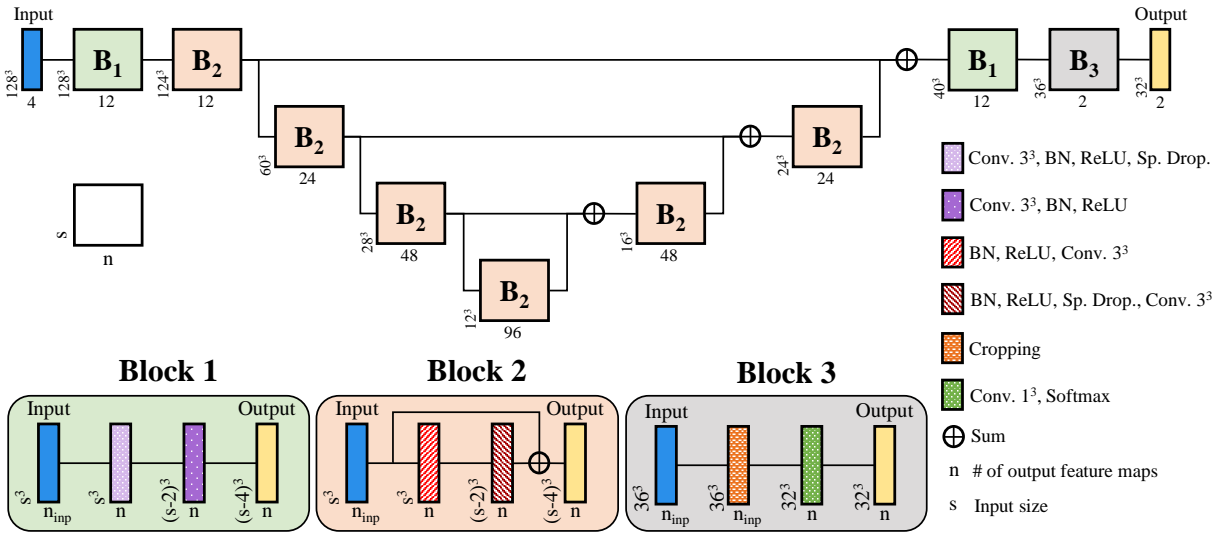 Input
Output
128³
B₁
B₂
B₁
B₃
128³
124³
40³
36³
32³
4
12
12
12
2
2
B₂
B₂
60³
24³
24
24
B₂
B₂
28³
16³
48
48
B₂
12³
96
s
n
Conv. 3³, BN, ReLU, Sp. Drop.
Conv. 3³, BN, ReLU
BN, ReLU, Conv. 3³
BN, ReLU, Sp. Drop., Conv. 3³
Cropping
Conv. 1³, Softmax
Sum
n # of output feature maps
s Input size
Block 1
Input
Output
s³
s³
(s-2)³
(s-4)³
n_inp
n
n
n
Block 2
Input
Output
s³
s³
(s-2)³
(s-4)³
n_inp
n
n
n
Block 3
Input
Output
36³
36³
32³
32³
n_inp
n_inp
n
n